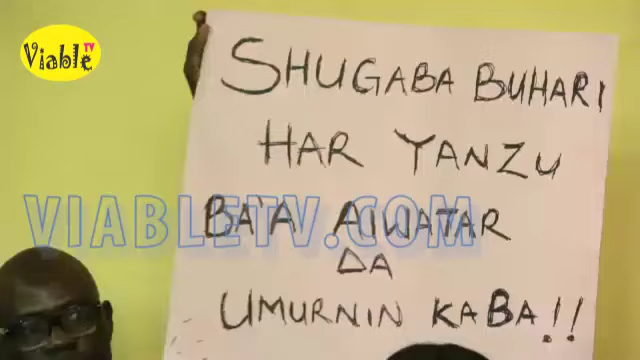 Viable TV
SHUGABA BUHARI
HAR YANZU
BA'A AIWATAR
DA
UMURNIN KABA!!
VIABLETV.COM